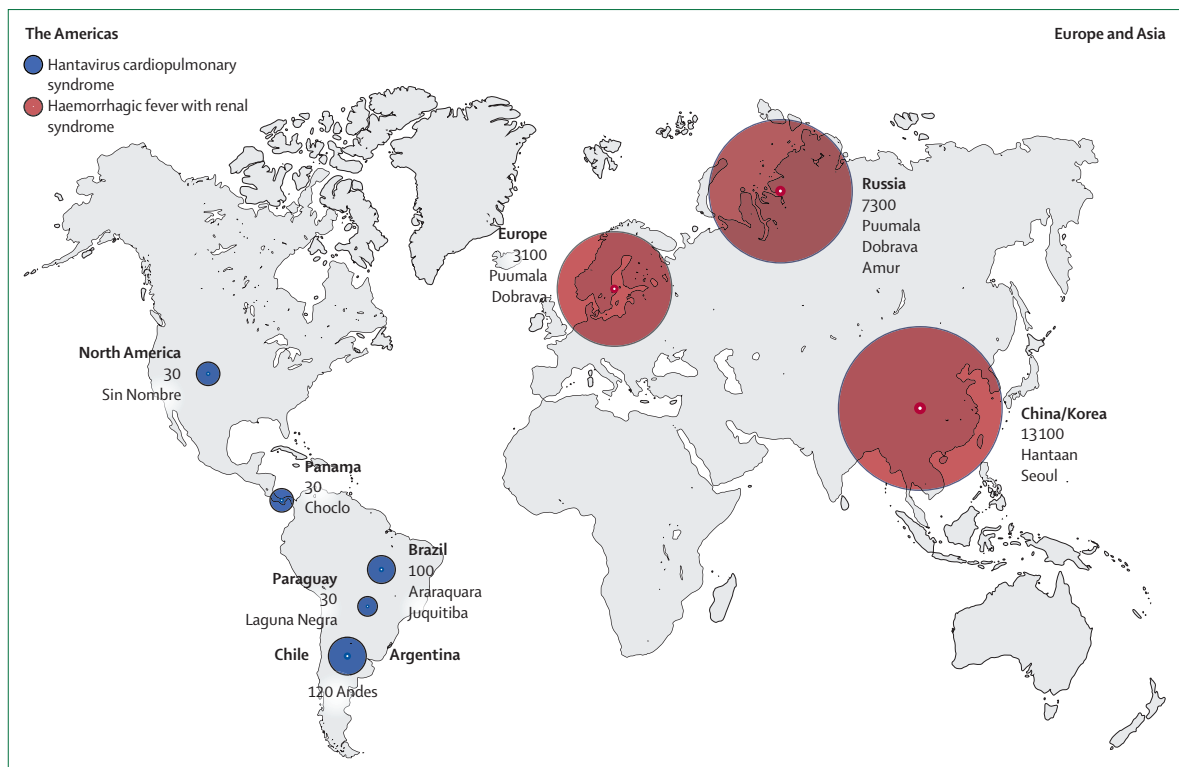 The Americas
Europe and Asia
Hantavirus cardiopulmonary
syndrome
Haemorrhagic fever with renal
syndrome
Russia
7300
Puumala
Dobrava
Amur
Europe
3100
Puumala
Dobrava
North America
30
Sin Nombre
China/Korea
13100
Hantaan
Seoul
Panama
30
Choclo
Brazil
100
Araraquara
Juquitiba
Paraguay
30
Laguna Negra
Chile
Argentina
120 Andes